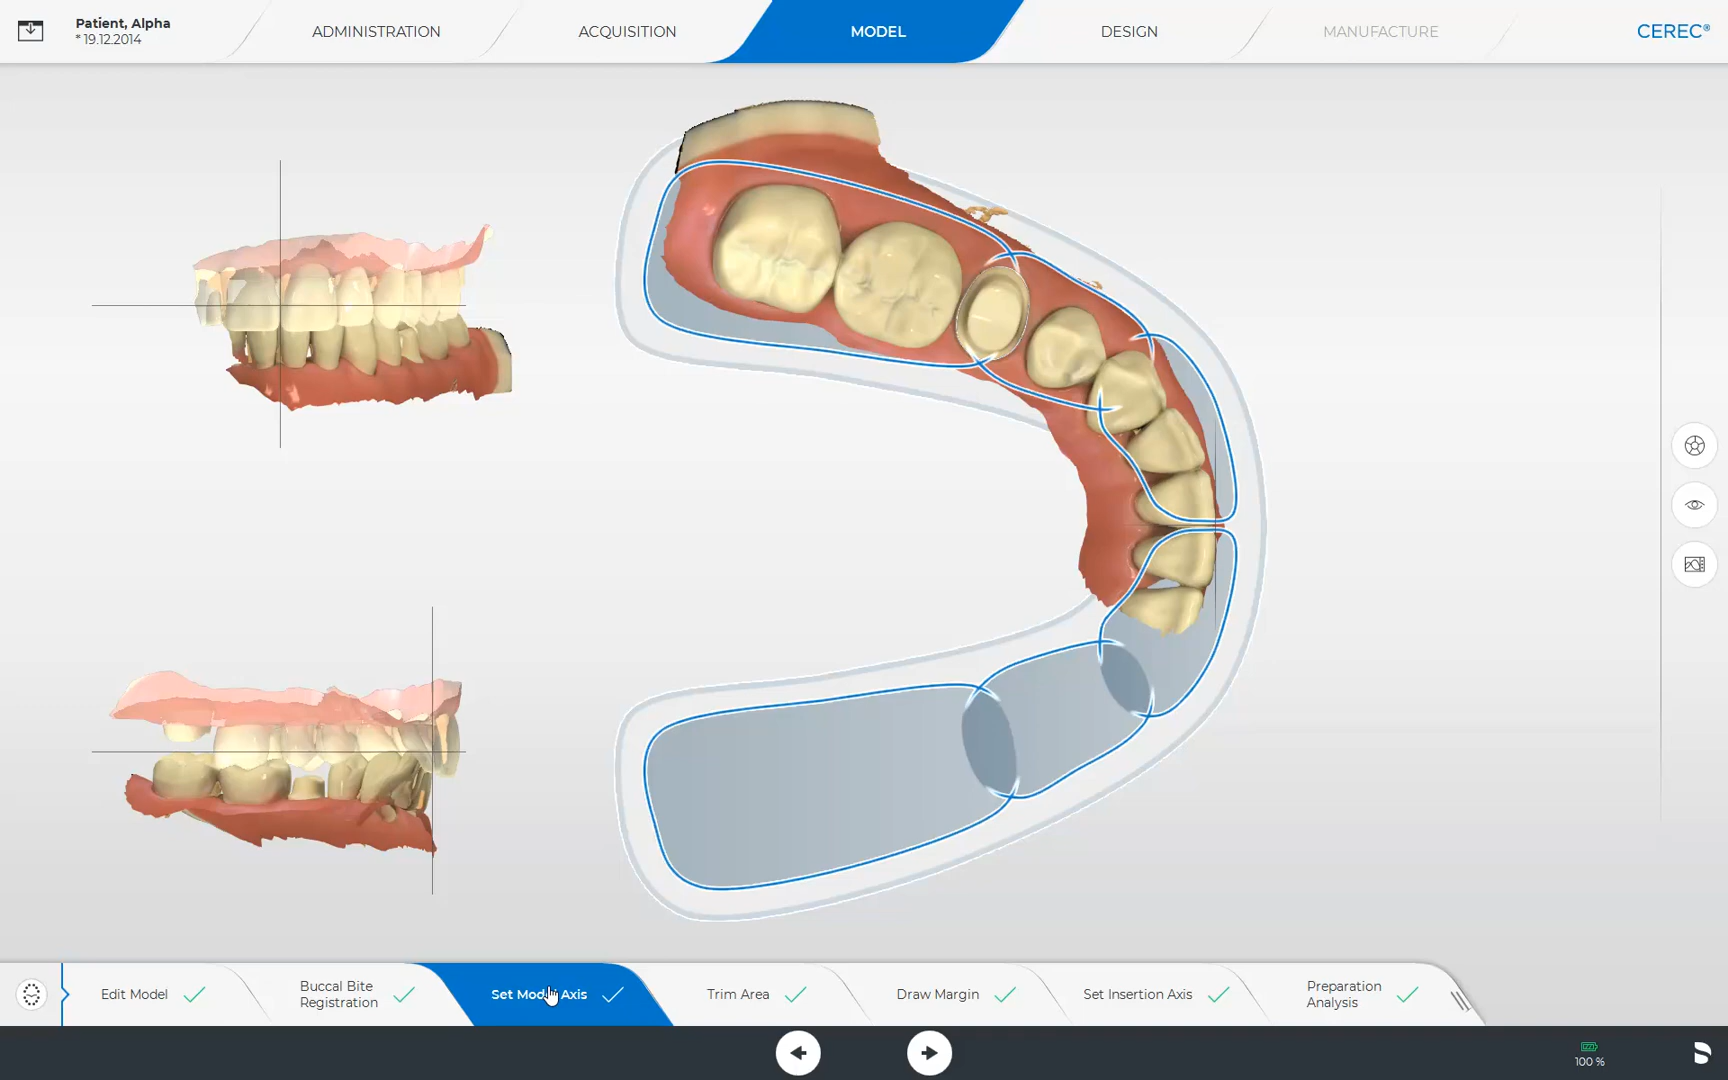 Patient, Alpha
* 19.12.2014
ADMINISTRATION
ACQUISITION
MODEL
DESIGN
MANUFACTURE
CEREC®
Edit Model
Buccal Bite
Registration
Set Model Axis
Trim Area
Draw Margin
Set Insertion Axis
Preparation
Analysis
100 %